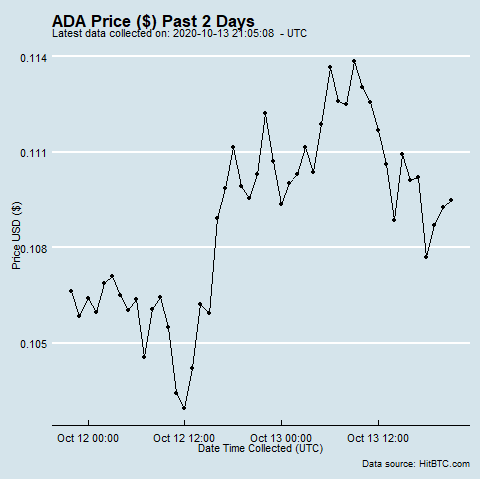 ADA Price ($) Past 2 Days
Latest data collected on: 2020-10-13 21:05:08 - UTC
0.114
0.111
0.108
0.105
Price USD ($)
Oct 12 00:00
Oct 12 12:00
Oct 13 00:00
Oct 13 12:00
Date Time Collected (UTC)
Data source: HitBTC.com